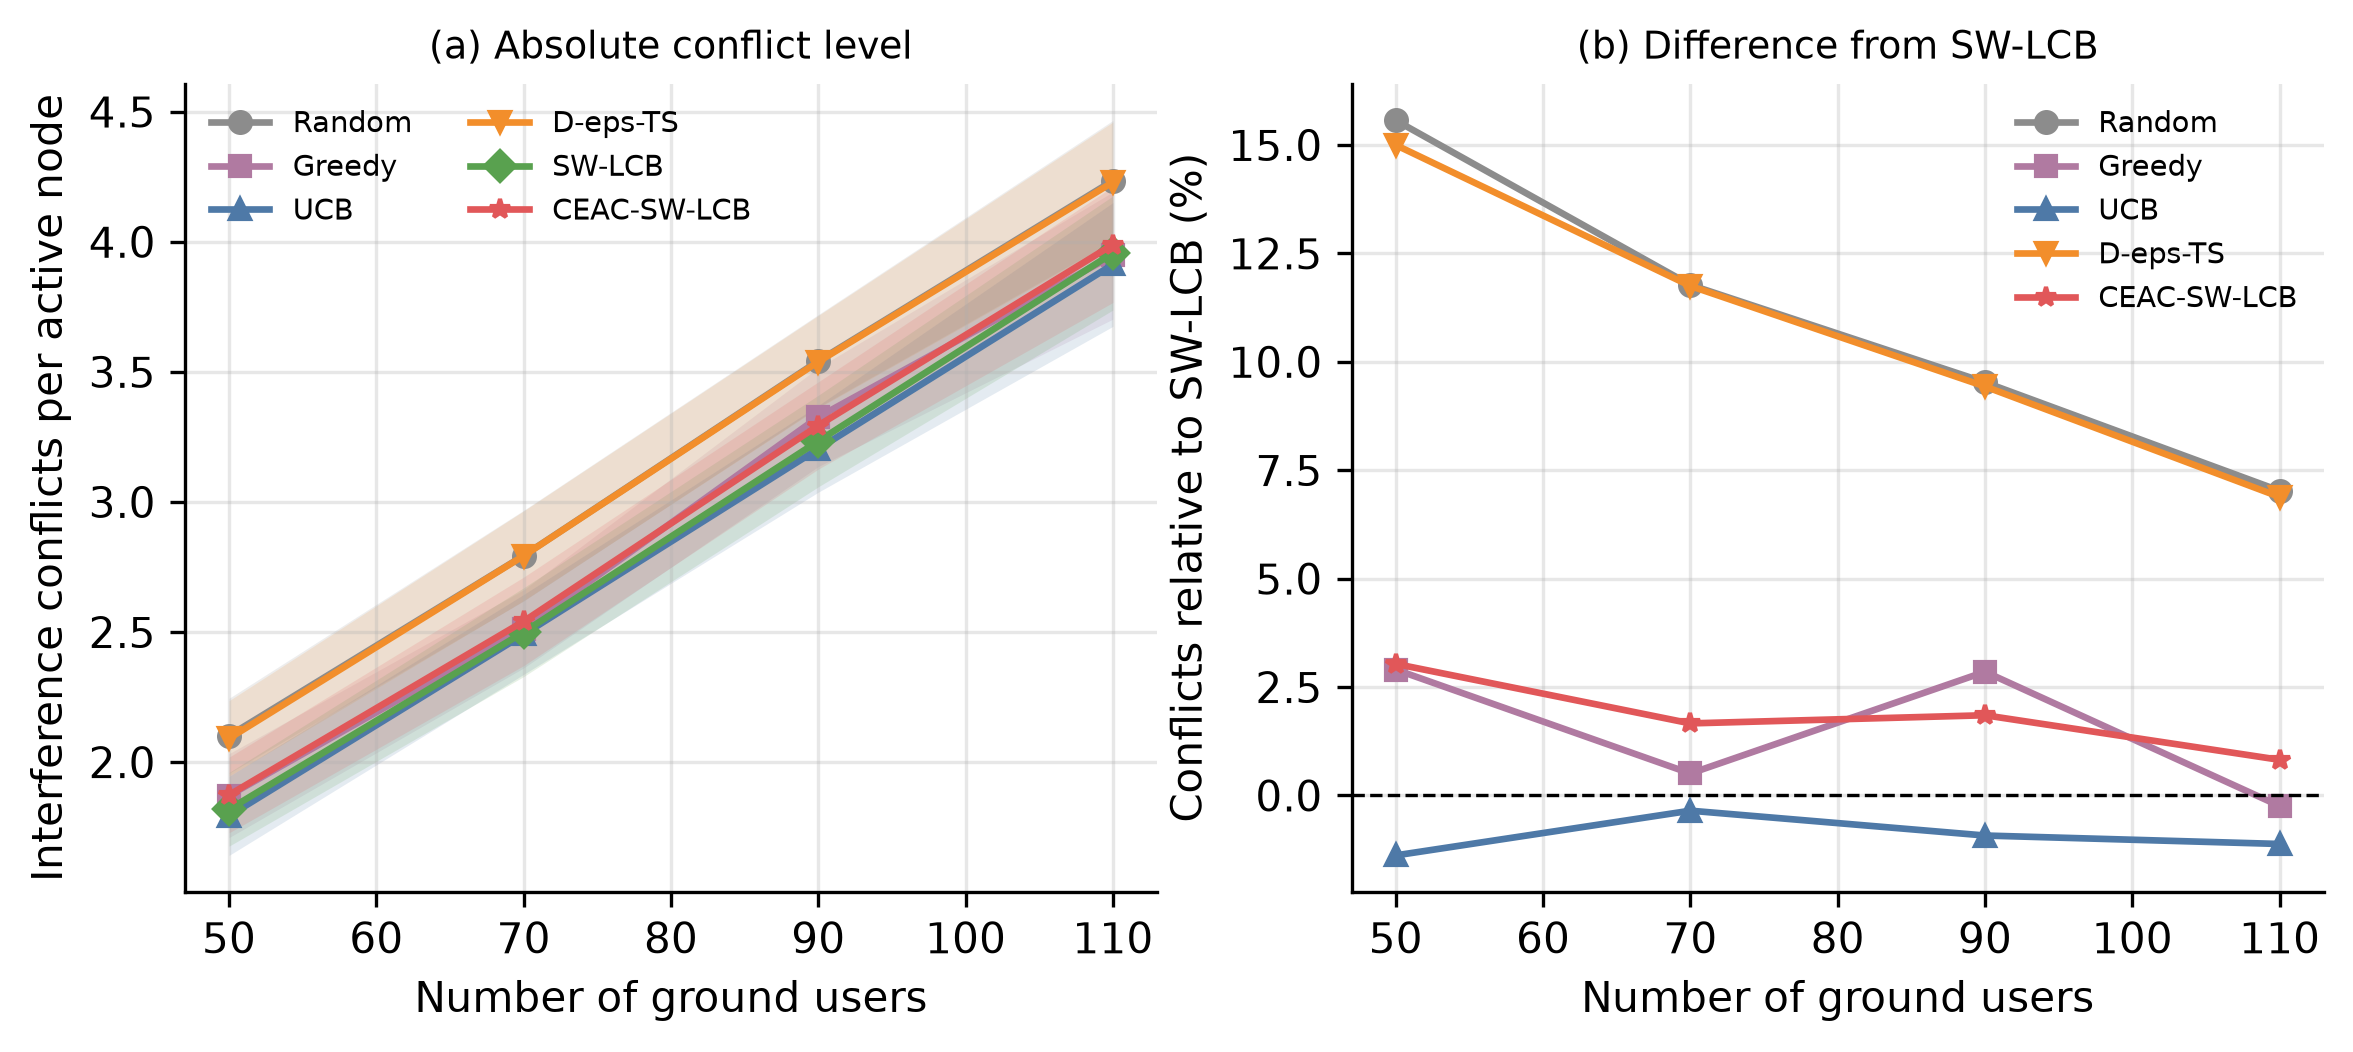 (a) Absolute conflict level
Interference conflicts per active node
4.5
4.0
3.5
3.0
2.5
2.0
Random
Greedy
UCB
D-eps-TS
SW-LCB
CEAC-SW-LCB
50 60 70 80 90 100 110
Number of ground users
(b) Difference from SW-LCB
Conflicts relative to SW-LCB (%)
15.0
12.5
10.0
7.5
5.0
2.5
0.0
Random
Greedy
UCB
D-eps-TS
CEAC-SW-LCB
50 60 70 80 90 100 110
Number of ground users